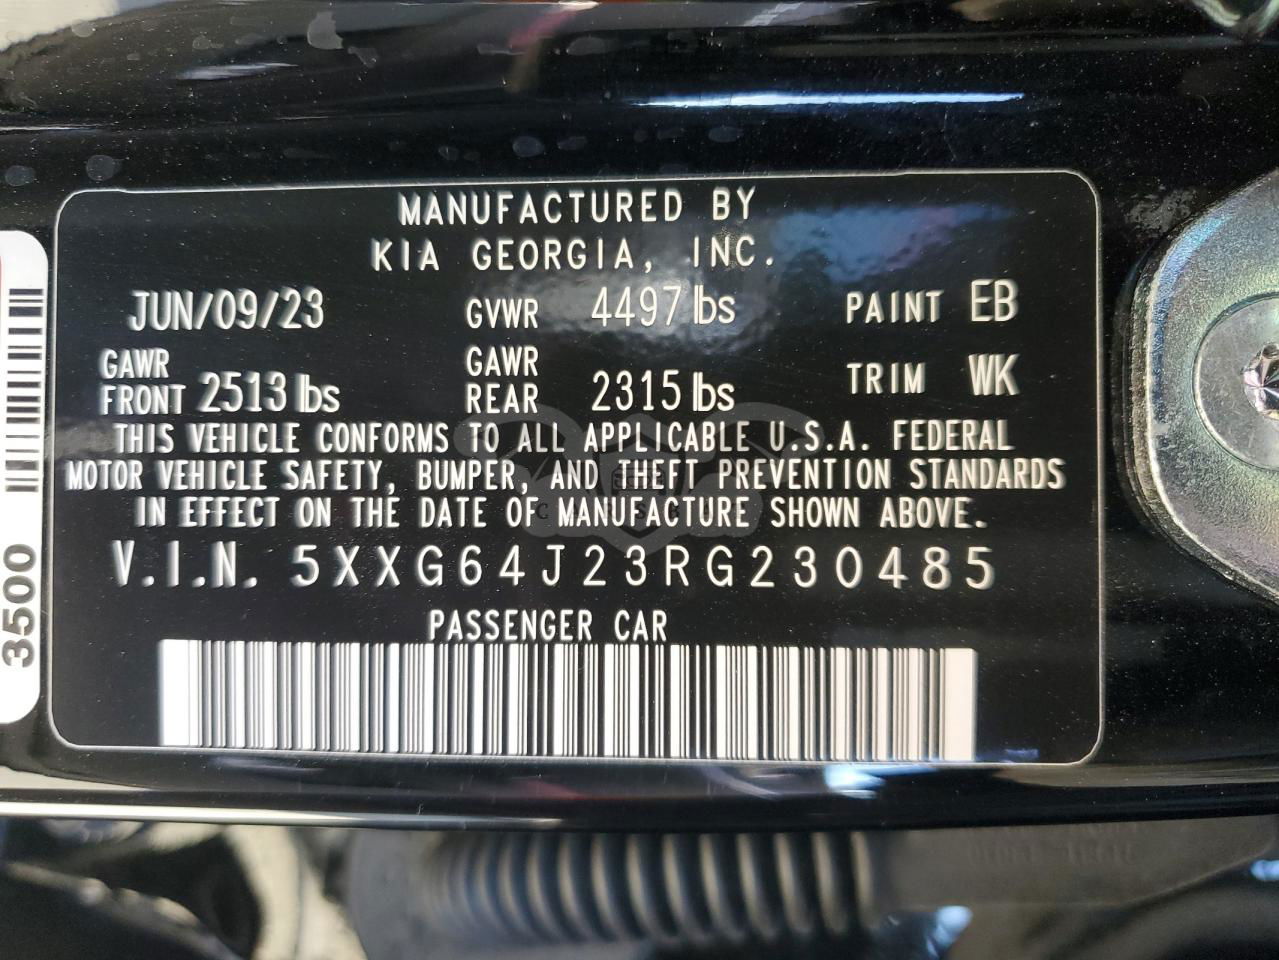 MANUFACTURED BY
KIA GEORGIA, INC.
JUN/09/23 GVWR 4497 lbs PAINT EB
GAWR FRONT 2513 lbs GAWR REAR 2315 lbs TRIM WK
THIS VEHICLE CONFORMS TO ALL APPLICABLE U.S.A. FEDERAL
MOTOR VEHICLE SAFETY, BUMPER, AND THEFT PREVENTION STANDARDS
IN EFFECT ON THE DATE OF MANUFACTURE SHOWN ABOVE.
V.I.N. 5XXG64J23RG230485
PASSENGER CAR
3500